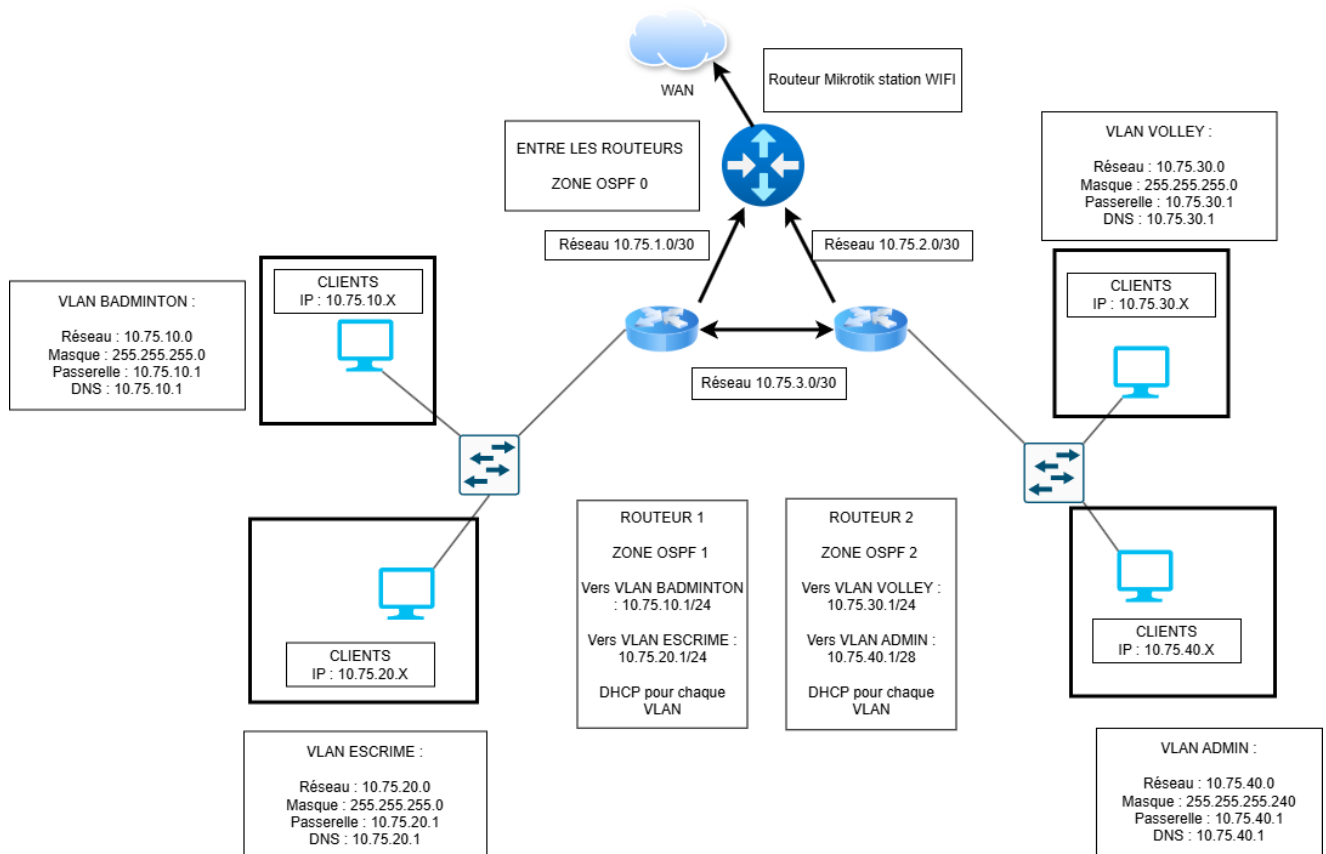 WAN
Routeur Mikrotik station WIFI
ENTRE LES ROUTEURS
ZONE OSPF 0
VLAN VOLLEY :
Réseau : 10.75.30.0
Masque : 255.255.255.0
Passerelle : 10.75.30.1
DNS : 10.75.30.1
Réseau 10.75.1.0/30
Réseau 10.75.2.0/30
VLAN BADMINTON :
Réseau : 10.75.10.0
Masque : 255.255.255.0
Passerelle : 10.75.10.1
DNS : 10.75.10.1
CLIENTS
IP : 10.75.10.X
CLIENTS
IP : 10.75.30.X
Réseau 10.75.3.0/30
ROUTEUR 1
ZONE OSPF 1
Vers VLAN BADMINTON
: 10.75.10.1/24
Vers VLAN ESCRIME :
10.75.20.1/24
DHCP pour chaque
VLAN
ROUTEUR 2
ZONE OSPF 2
Vers VLAN VOLLEY :
10.75.30.1/24
Vers VLAN ADMIN :
10.75.40.1/28
DHCP pour chaque
VLAN
CLIENTS
IP : 10.75.20.X
CLIENTS
IP : 10.75.40.X
VLAN ESCRIME :
Réseau : 10.75.20.0
Masque : 255.255.255.0
Passerelle : 10.75.20.1
DNS : 10.75.20.1
VLAN ADMIN :
Réseau : 10.75.40.0
Masque : 255.255.255.240
Passerelle : 10.75.40.1
DNS : 10.75.40.1